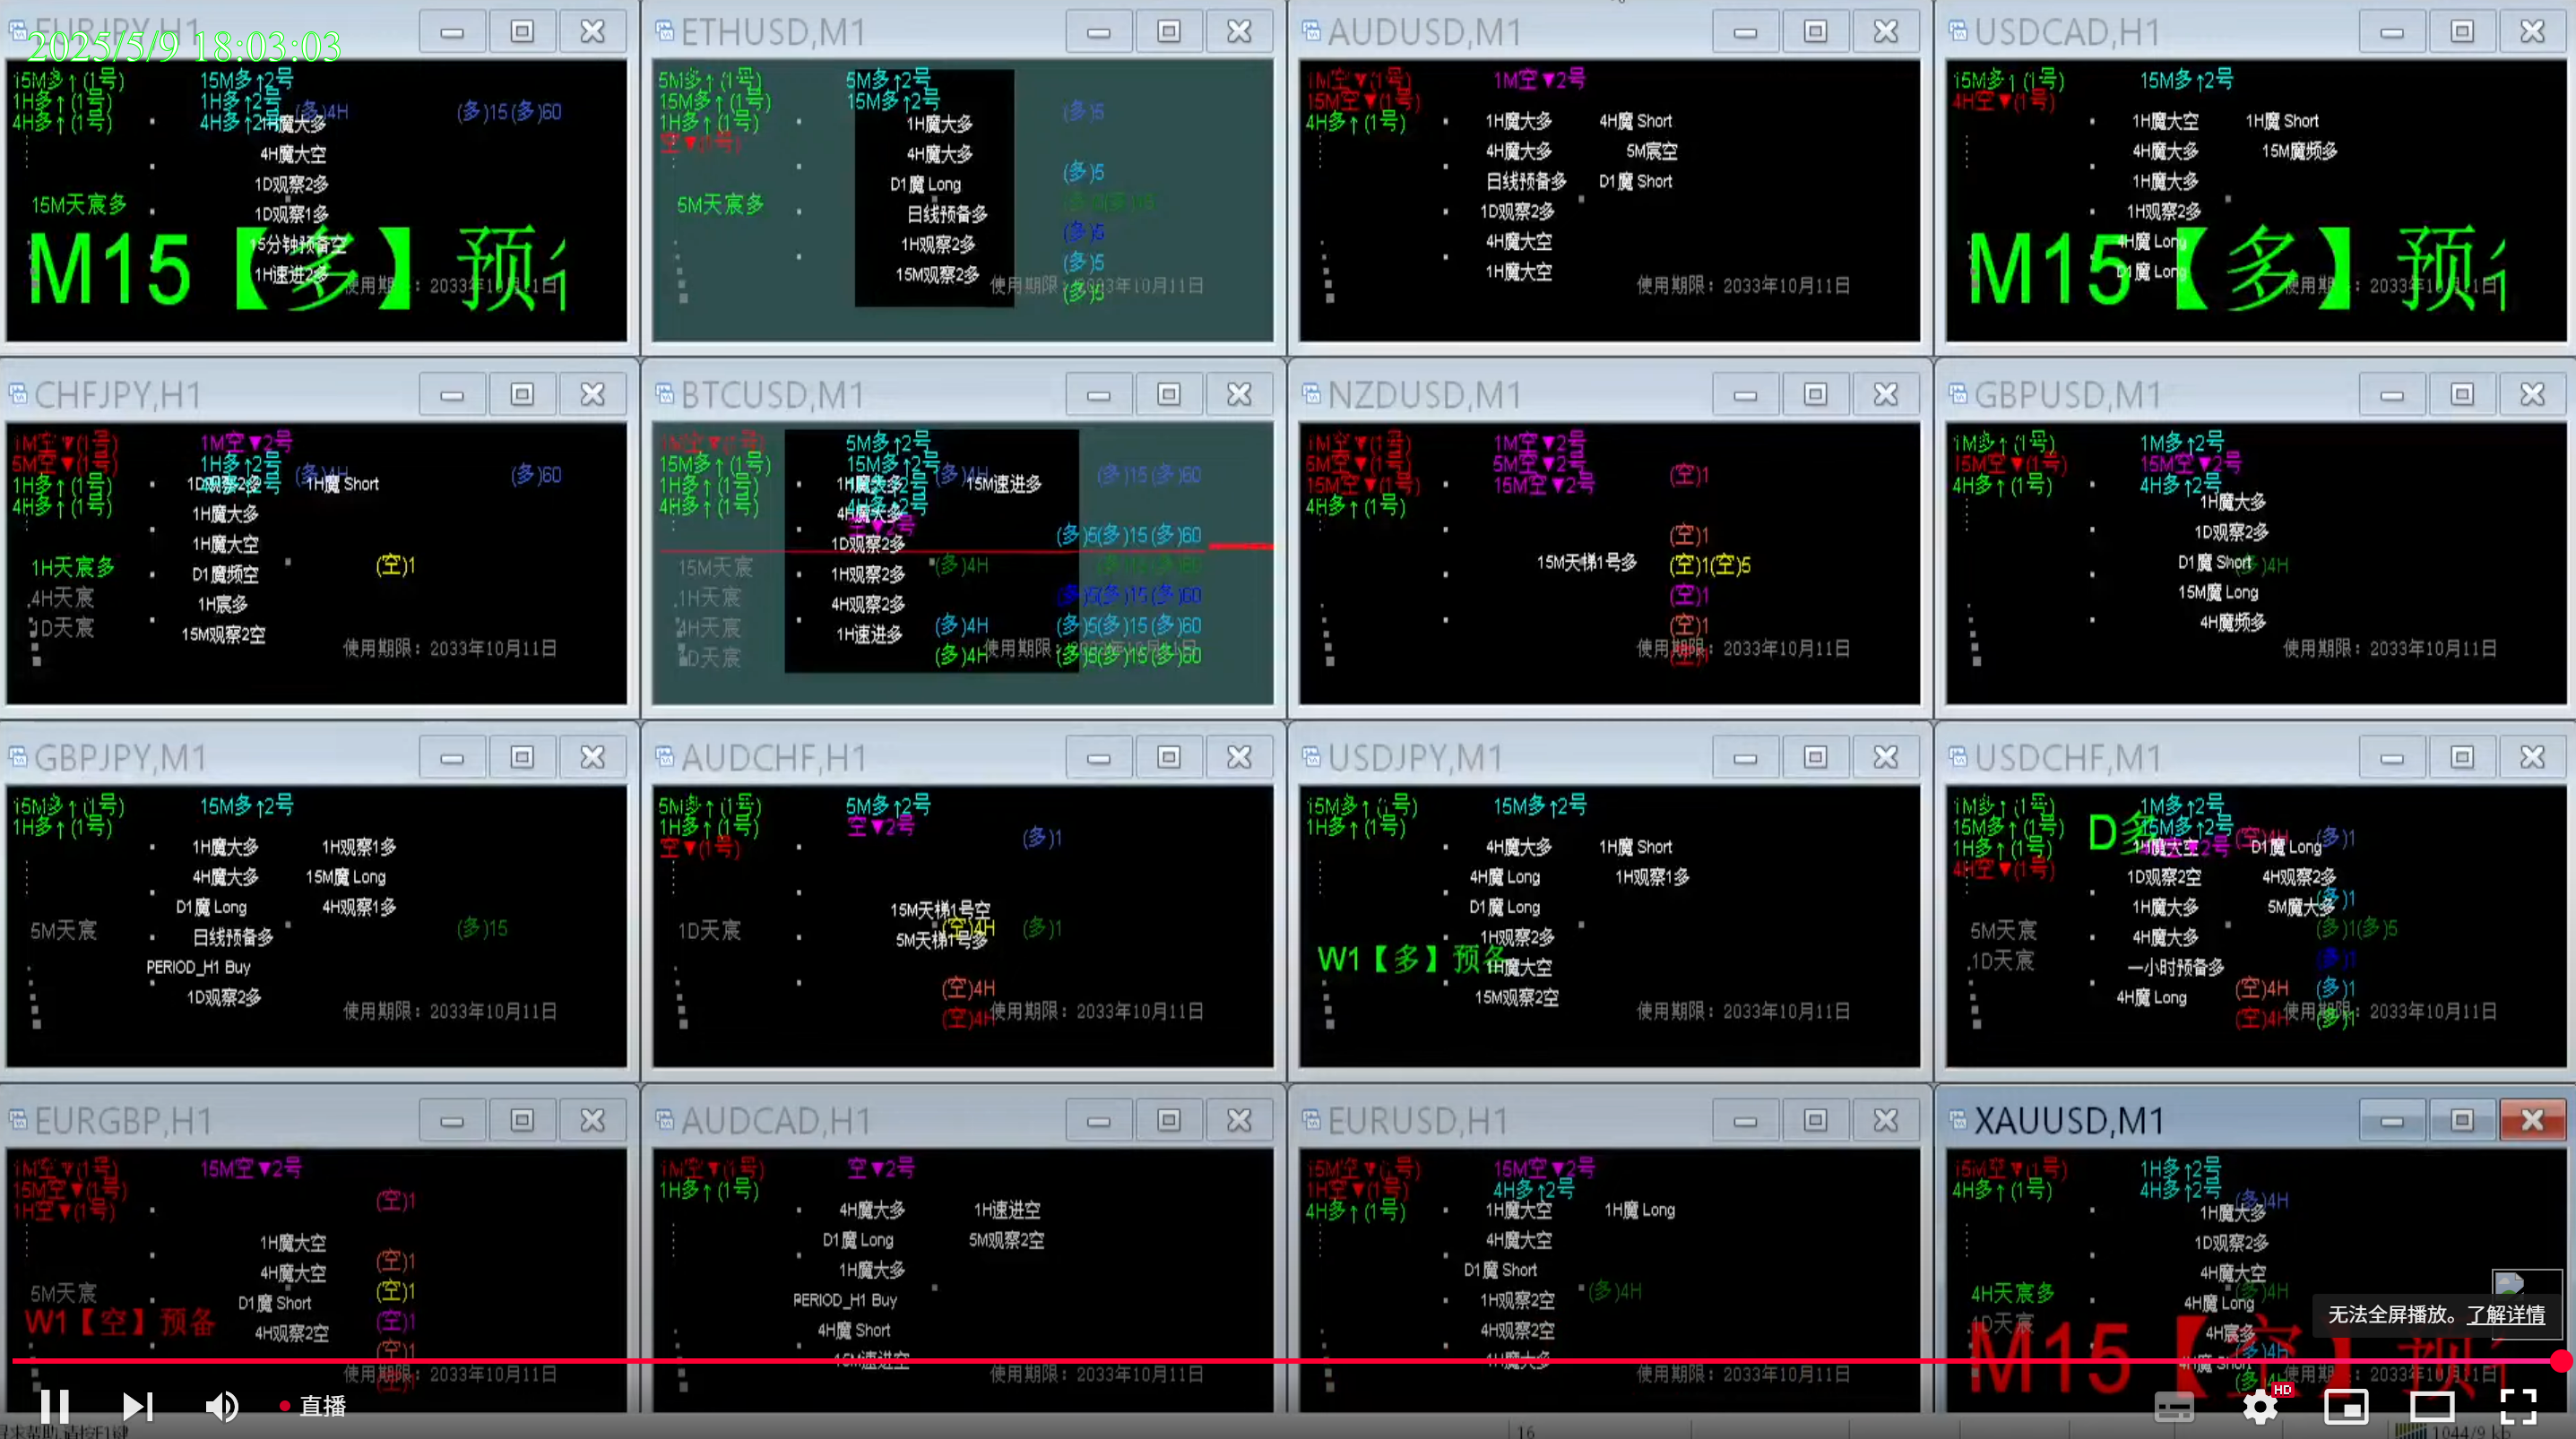 EURJPY,H1
2025/5/9 18:03:03
15M多↑(1号) 15M多↑2号
1H多↑(1号) 1H多↑2号 (多)4H (多)15(多)60
4H多↑(1号) 4H多↑2号 1H魔大多
4H魔大空
1D观察2多
15M天宸多 1D观察1多
15分钟预备空
M15【多】预
1H速进2多
使用期限：2033年10月11日
ETHUSD,M1
5M多↑(1号) 5M多↑2号
15M多↑(1号) 15M多↑2号 (多)5
1H多↑(1号) 1H魔大多
空▼(1号) 4H魔大多
(多)5
D1魔 Long
5M天宸多 日线预备多
(多)5
1H观察2多
(多)5
15M观察2多
(多)5
使用期限：2033年10月11日
AUDUSD,M1
1M空▼(1号) 1M空▼2号
15M空▼(1号)
4H多↑(1号) 1H魔大多 4H魔 Short
4H魔大多 5M宸空
日线预备多 D1魔 Short
1D观察2多
4H魔大空
1H魔大空
使用期限：2033年10月11日
USDCAD,H1
15M多↑(1号) 15M多↑2号
4H空▼(1号)
1H魔大空 1H魔 Short
4H魔大多 15M魔频多
1H魔大多
1H观察2多
4H魔 Long
M15【多】预
D1魔 Long
使用期限：2033年10月11日
CHFJPY,H1
1M空▼(1号) 1M空▼2号
5M空▼(1号) 1H多↑2号 (多)4H (多)60
1H多↑(1号) 1D观察2多 1H魔 Short
4H多↑(1号) 1H魔大多
1H魔大空
1H天宸多 D1魔频空 (空)1
4H天宸 1H宸多
1D天宸 15M观察2空
使用期限：2033年10月11日
BTCUSD,M1
1M空▼(1号) 5M多↑2号
15M多↑(1号) 15M多↑2号 (多)4H (多)15(多)60
1H多↑(1号) 1H魔大多 15M速进多
4H多↑(1号) 4H魔大多
空▼2号
(多)5(多)15(多)60
1D观察2多
15M天宸 1H观察2多 (多)4H
1H天宸 4H观察2多 (多)5(多)15(多)60
4H天宸 1H速进多 (多)4H (多)5(多)15(多)60
1D天宸 (多)4H (多)5(多)15(多)60
使用期限：
NZDUSD,M1
1M空▼(1号) 1M空▼2号
5M空▼(1号) 5M空▼2号 (空)1
15M空▼(1号) 15M空▼2号
4H多↑(1号)
(空)1
15M天梯1号多 (空)1(空)5
(空)1
(空)1
使用期限：2033年10月11日
GBPUSD,M1
1M多↑(1号) 1M多↑2号
15M空▼(1号) 15M空▼2号
4H多↑(1号) 4H多↑2号
1H魔大多
1D观察2多
D1魔 Short (多)4H
15M魔 Long
4H魔频多
使用期限：2033年10月11日
GBPJPY,M1
15M多↑(1号) 15M多↑2号
1H多↑(1号)
1H魔大多 1H观察1多
4H魔大多 15M魔 Long
D1魔 Long 4H观察1多
5M天宸 日线预备多 (多)15
PERIOD_H1 Buy
1D观察2多
使用期限：2033年10月11日
AUDCHF,H1
5M多↑(1号) 5M多↑2号
1H多↑(1号) 空▼2号 (多)1
空▼(1号)
15M天梯1号空
1D天宸 (空)4H (多)1
5M天梯1号多
(空)4H
(空)4H
使用期限：2033年10月11日
USDJPY,M1
15M多↑(1号) 15M多↑2号
1H多↑(1号)
4H魔大多 1H魔 Short
4H魔 Long 1H观察1多
D1魔 Long
1H观察2多
W1【多】预备
1H魔大空
15M观察2空
使用期限：2033年10月11日
USDCHF,M1
1M多↑(1号) 1M多↑2号
15M多↑(1号) D多 15M多↑2号 (空)4H (多)1
1H多↑(1号) 1H魔大空 D1魔 Long
4H空▼(1号) 1D观察2空 4H观察2多
(多)1
1H魔大多 5M魔大多
5M天宸 4H魔大多 (多)1(多)5
1D天宸 一小时预备多 (多)1
4H魔 Long (空)4H (多)1
(空)4H (多)1
使用期限：2033年10月11日
EURGBP,H1
1M空▼(1号) 15M空▼2号
15M空▼(1号) (空)1
1H空▼(1号)
1H魔大空 (空)1
4H魔大空
5M天宸 D1魔 Short (空)1
W1【空】预备 (空)1
4H观察2空 (空)1
使用期限：2033年10月11日
AUDCAD,H1
1M空▼(1号) 空▼2号
1H多↑(1号)
4H魔大多 1H速进空
D1魔 Long 5M观察2空
1H魔大多
PERIOD_H1 Buy
4H魔 Short
15M速进空
使用期限：2033年10月11日
EURUSD,H1
15M空▼(1号) 15M空▼2号
1H空▼(1号) 4H多↑2号
4H多↑(1号) 1H魔大空 1H魔 Long
4H魔大空
D1魔 Short
1H观察2空 (多)4H
4H观察2空
1H魔大多
使用期限：2033年10月11日
XAUUSD,M1
15M空▼(1号) 1H多↑2号
4H多↑(1号) 4H多↑2号 (多)4H
1H魔大多
1D观察2多
4H魔大空
4H天宸多 4H魔 Long (多)4H
1D天宸 4H宸多
M15【空】预
(多)4H
4H魔 Short
使用期限：2033年10月11日
无法全屏播放。了解详情
直播
HD
16